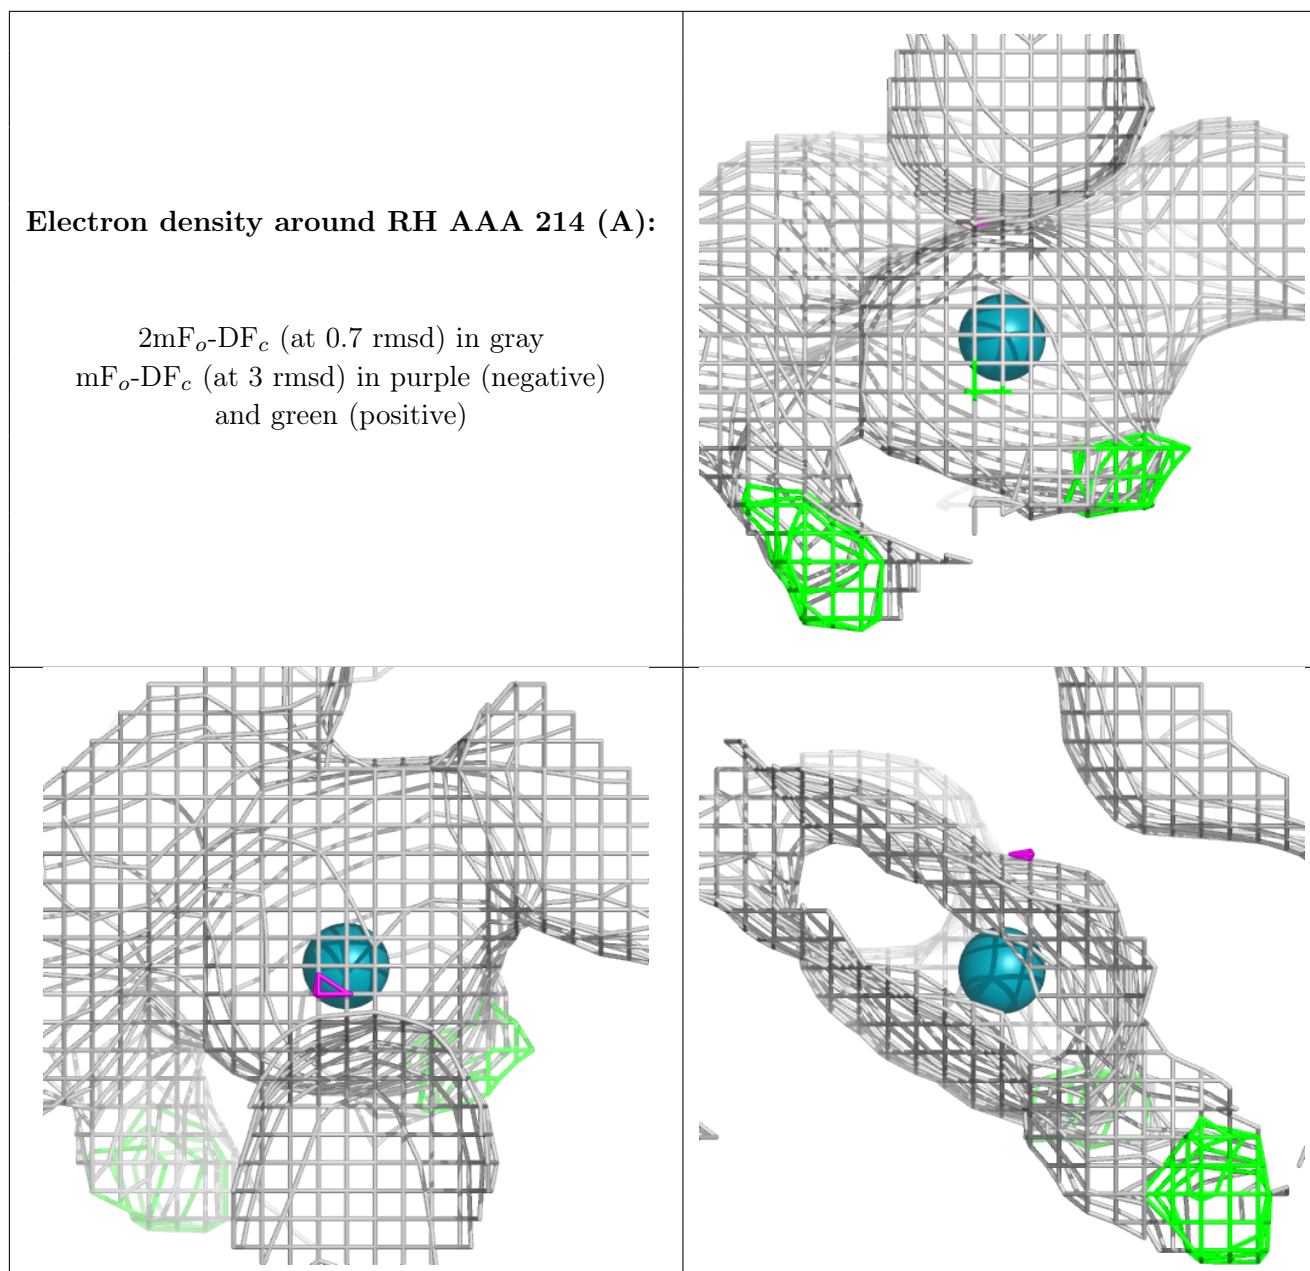 Electron density around RH AAA 214 (A):
2mFo-DFc (at 0.7 rmsd) in gray
mFo-DFc (at 3 rmsd) in purple (negative)
and green (positive)